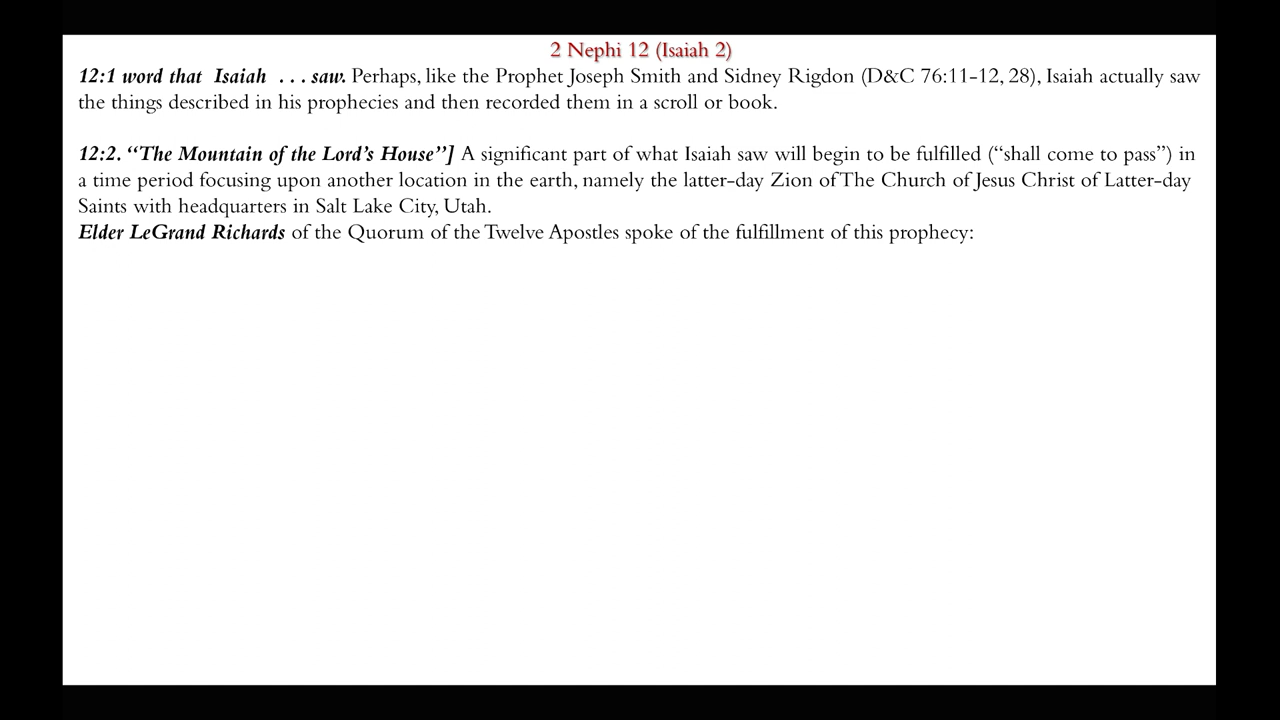 2 Nephi 12 (Isaiah 2)
12:1 word that Isaiah . . . saw. Perhaps, like the Prophet Joseph Smith and Sidney Rigdon (D&C 76:11-12, 28), Isaiah actually saw
the things described in his prophecies and then recorded them in a scroll or book.
12:2. “The Mountain of the Lord’s House”] A significant part of what Isaiah saw will begin to be fulfilled (“shall come to pass”) in
a time period focusing upon another location in the earth, namely the latter-day Zion of The Church of Jesus Christ of Latter-day
Saints with headquarters in Salt Lake City, Utah.
Elder LeGrand Richards of the Quorum of the Twelve Apostles spoke of the fulfillment of this prophecy: